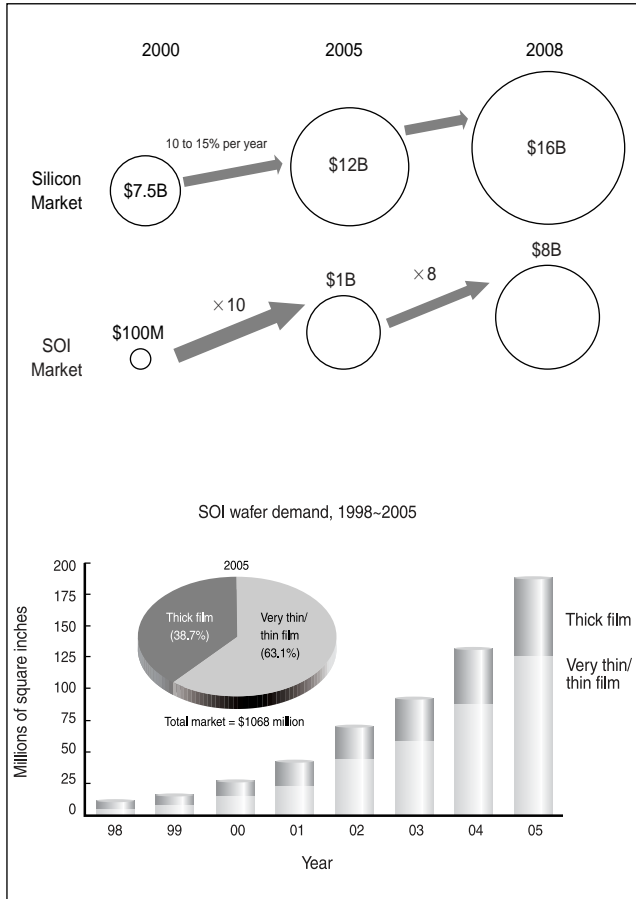 2000 2005 2008
10 to 15% per year
Silicon
Market
$7.5B $12B $16B
SOI
Market
$100M ×10 $1B ×8 $8B
SOI wafer demand, 1998~2005
Millions of square inches
200
175
150
125
100
75
50
25
0
2005
Thick film
(38.7%)
Very thin/
thin film
(63.1%)
Total market = $1068 million
Thick film
Very thin/
thin film
98 99 00 01 02 03 04 05
Year